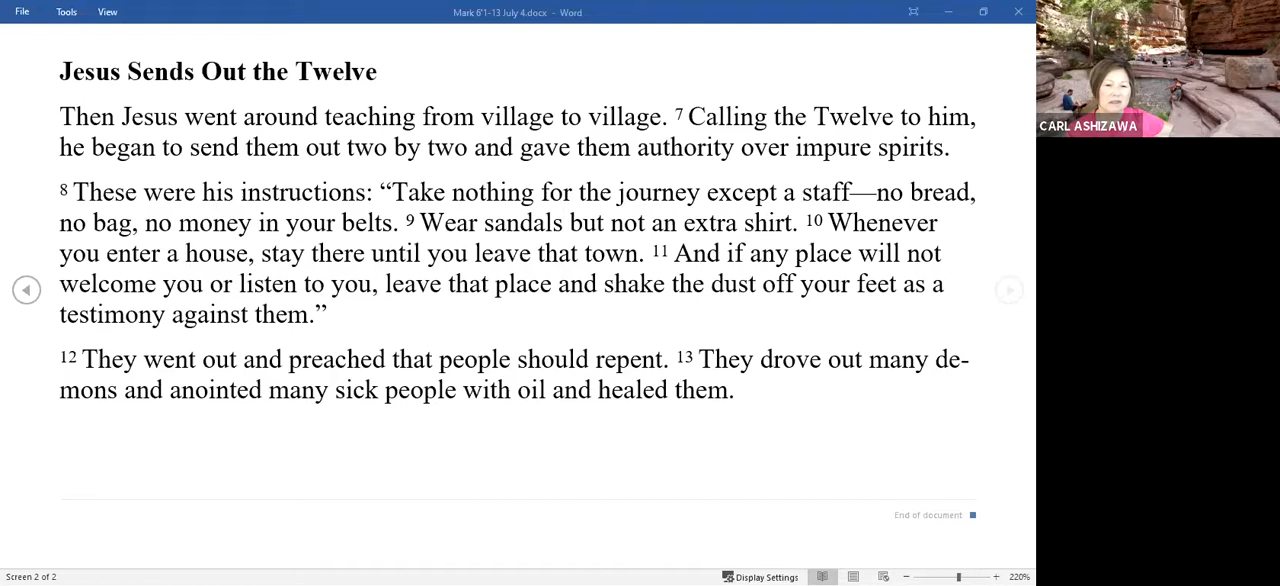 File Tools View Mark 6'1-13 July 4.docx - Word
Jesus Sends Out the Twelve
Then Jesus went around teaching from village to village. 7 Calling the Twelve to him,
he began to send them out two by two and gave them authority over impure spirits.
8 These were his instructions: “Take nothing for the journey except a staff—no bread,
no bag, no money in your belts. 9 Wear sandals but not an extra shirt. 10 Whenever
you enter a house, stay there until you leave that town. 11 And if any place will not
welcome you or listen to you, leave that place and shake the dust off your feet as a
testimony against them.”
12 They went out and preached that people should repent. 13 They drove out many de-
mons and anointed many sick people with oil and healed them.
End of document
Screen 2 of 2 Display Settings 220%
CARL ASHIZAWA